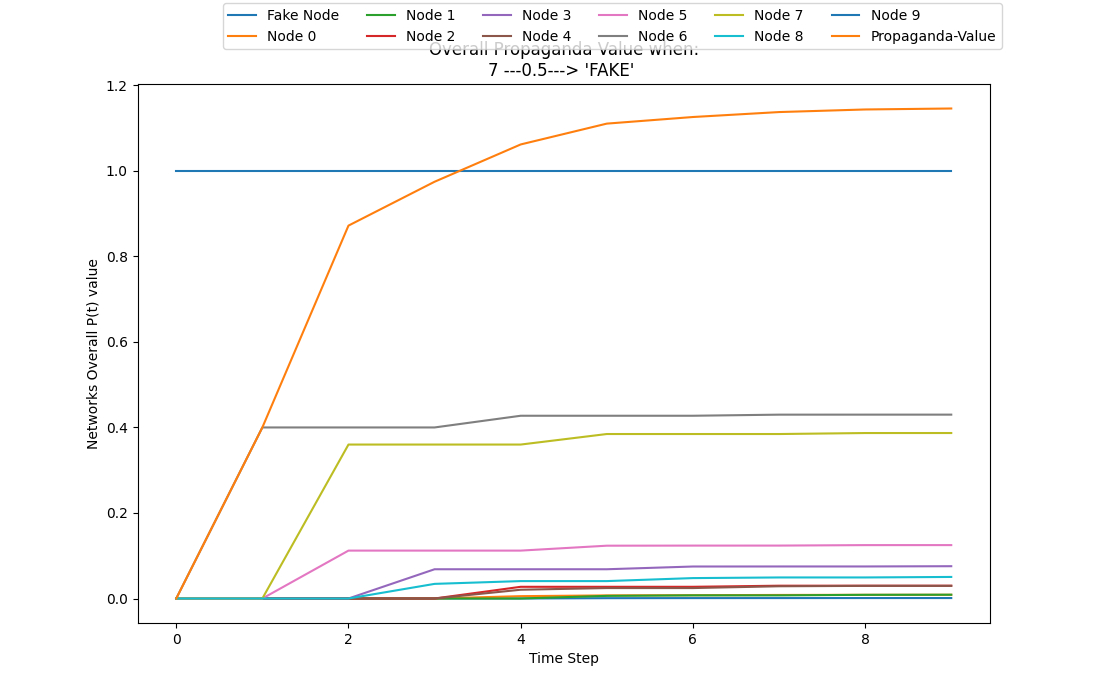 Fake Node Node 1 Node 3 Node 5 Node 7 Node 9
Node 0 Node 2 Node 4 Node 6 Node 8 Propaganda-Value
Overall Propaganda Value when:
7 ---0.5---> 'FAKE'
1.2
1.0
0.8
0.6
0.4
0.2
0.0
Networks Overall P(t) value
0 2 4 6 8
Time Step